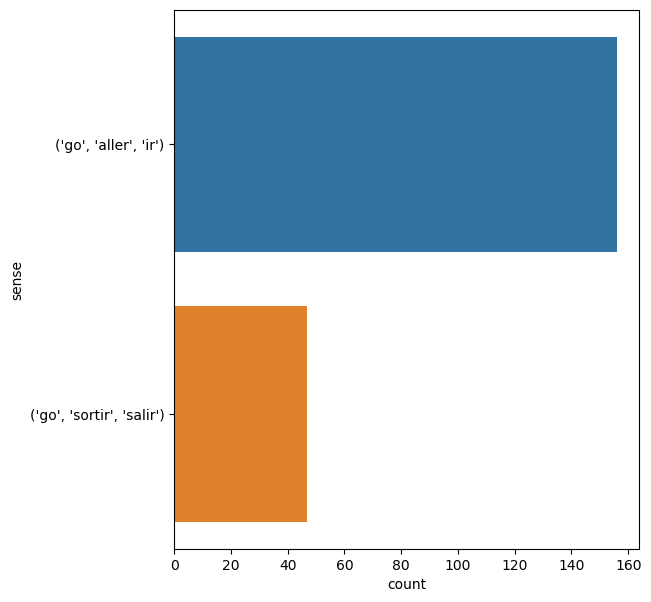 ('go', 'aller', 'ir')
sense
('go', 'sortir', 'salir')
0 20 40 60 80 100 120 140 160
count